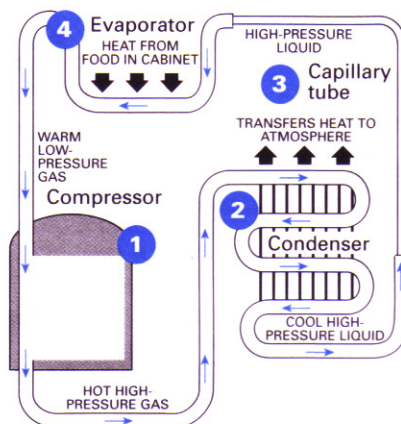 4 Evaporator
HEAT FROM
FOOD IN CABINET
HIGH-PRESSURE
LIQUID
3 Capillary
tube
TRANSFERS HEAT TO
ATMOSPHERE
WARM
LOW-
PRESSURE
GAS
Compressor
1
2
Condenser
COOL HIGH-
PRESSURE LIQUID
HOT HIGH-
PRESSURE GAS